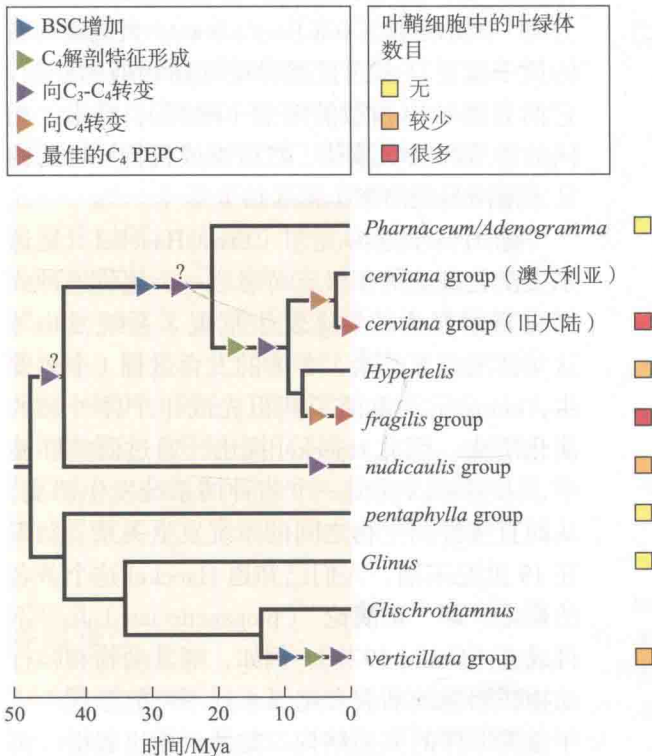 BSC增加
C₄解剖特征形成
向C₃-C₄转变
向C₄转变
最佳的C₄ PEPC
叶鞘细胞中的叶绿体
数目
无
较少
很多
Pharnaceum/Adenogramma
cerviana group（澳大利亚）
cerviana group（旧大陆）
Hypertelis
fragilis group
nudicaulis group
pentaphylla group
Glinus
Glischrothamnus
verticillata group
?
?
50 40 30 20 10 0
时间/Mya